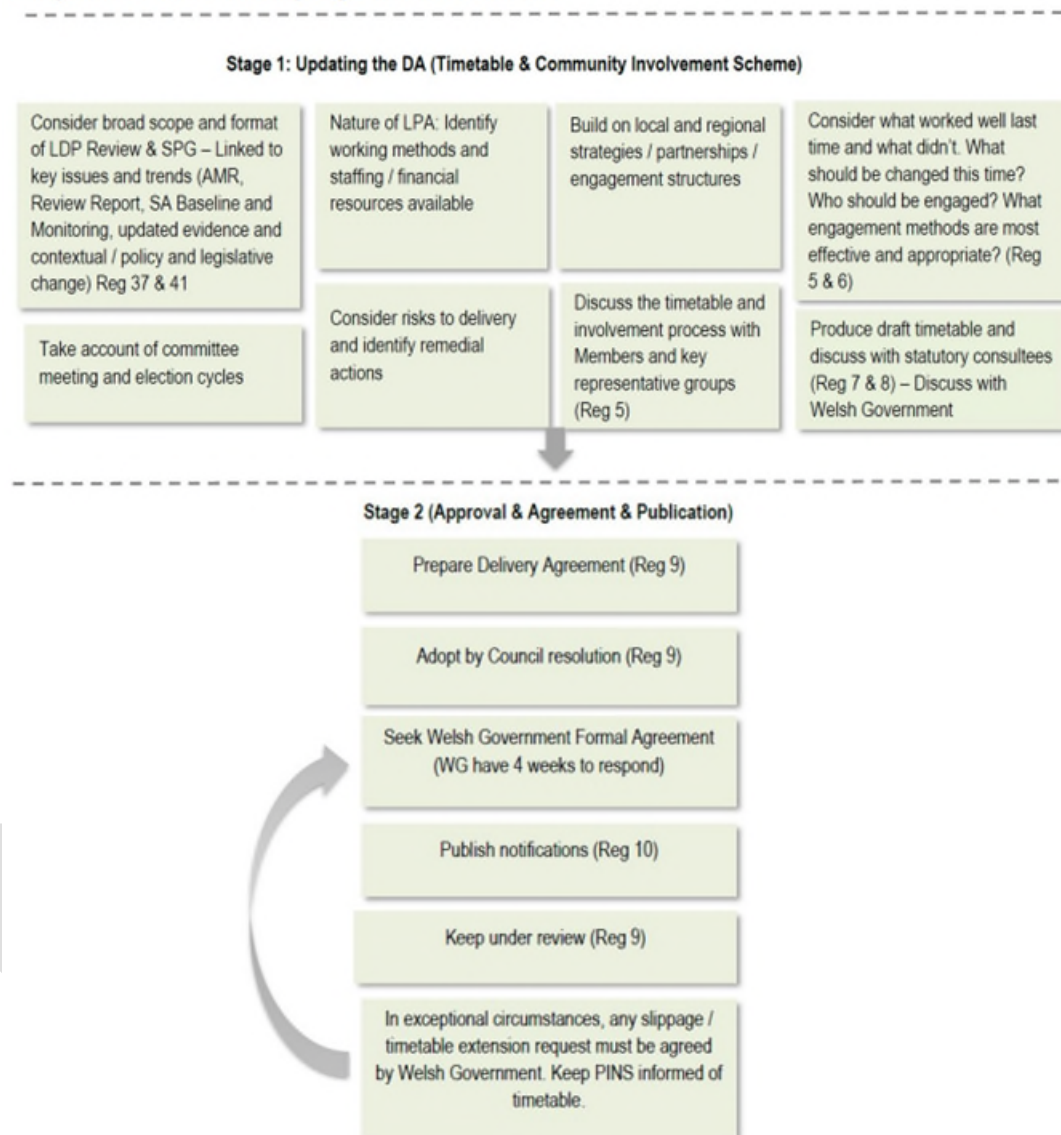 Stage 1: Updating the DA (Timetable & Community Involvement Scheme)
Consider broad scope and format
of LDP Review & SPG – Linked to
key issues and trends (AMR,
Review Report, SA Baseline and
Monitoring, updated evidence and
contextual / policy and legislative
change) Reg 37 & 41
Nature of LPA: Identify
working methods and
staffing / financial
resources available
Build on local and regional
strategies / partnerships /
engagement structures
Consider what worked well last
time and what didn't. What
should be changed this time?
Who should be engaged? What
engagement methods are most
effective and appropriate? (Reg
5 & 6)
Take account of committee
meeting and election cycles
Consider risks to delivery
and identify remedial
actions
Discuss the timetable and
involvement process with
Members and key
representative groups
(Reg 5)
Produce draft timetable and
discuss with statutory consultees
(Reg 7 & 8) – Discuss with
Welsh Government
Stage 2 (Approval & Agreement & Publication)
Prepare Delivery Agreement (Reg 9)
Adopt by Council resolution (Reg 9)
Seek Welsh Government Formal Agreement
(WG have 4 weeks to respond)
Publish notifications (Reg 10)
Keep under review (Reg 9)
In exceptional circumstances, any slippage /
timetable extension request must be agreed
by Welsh Government. Keep PINS informed of
timetable.